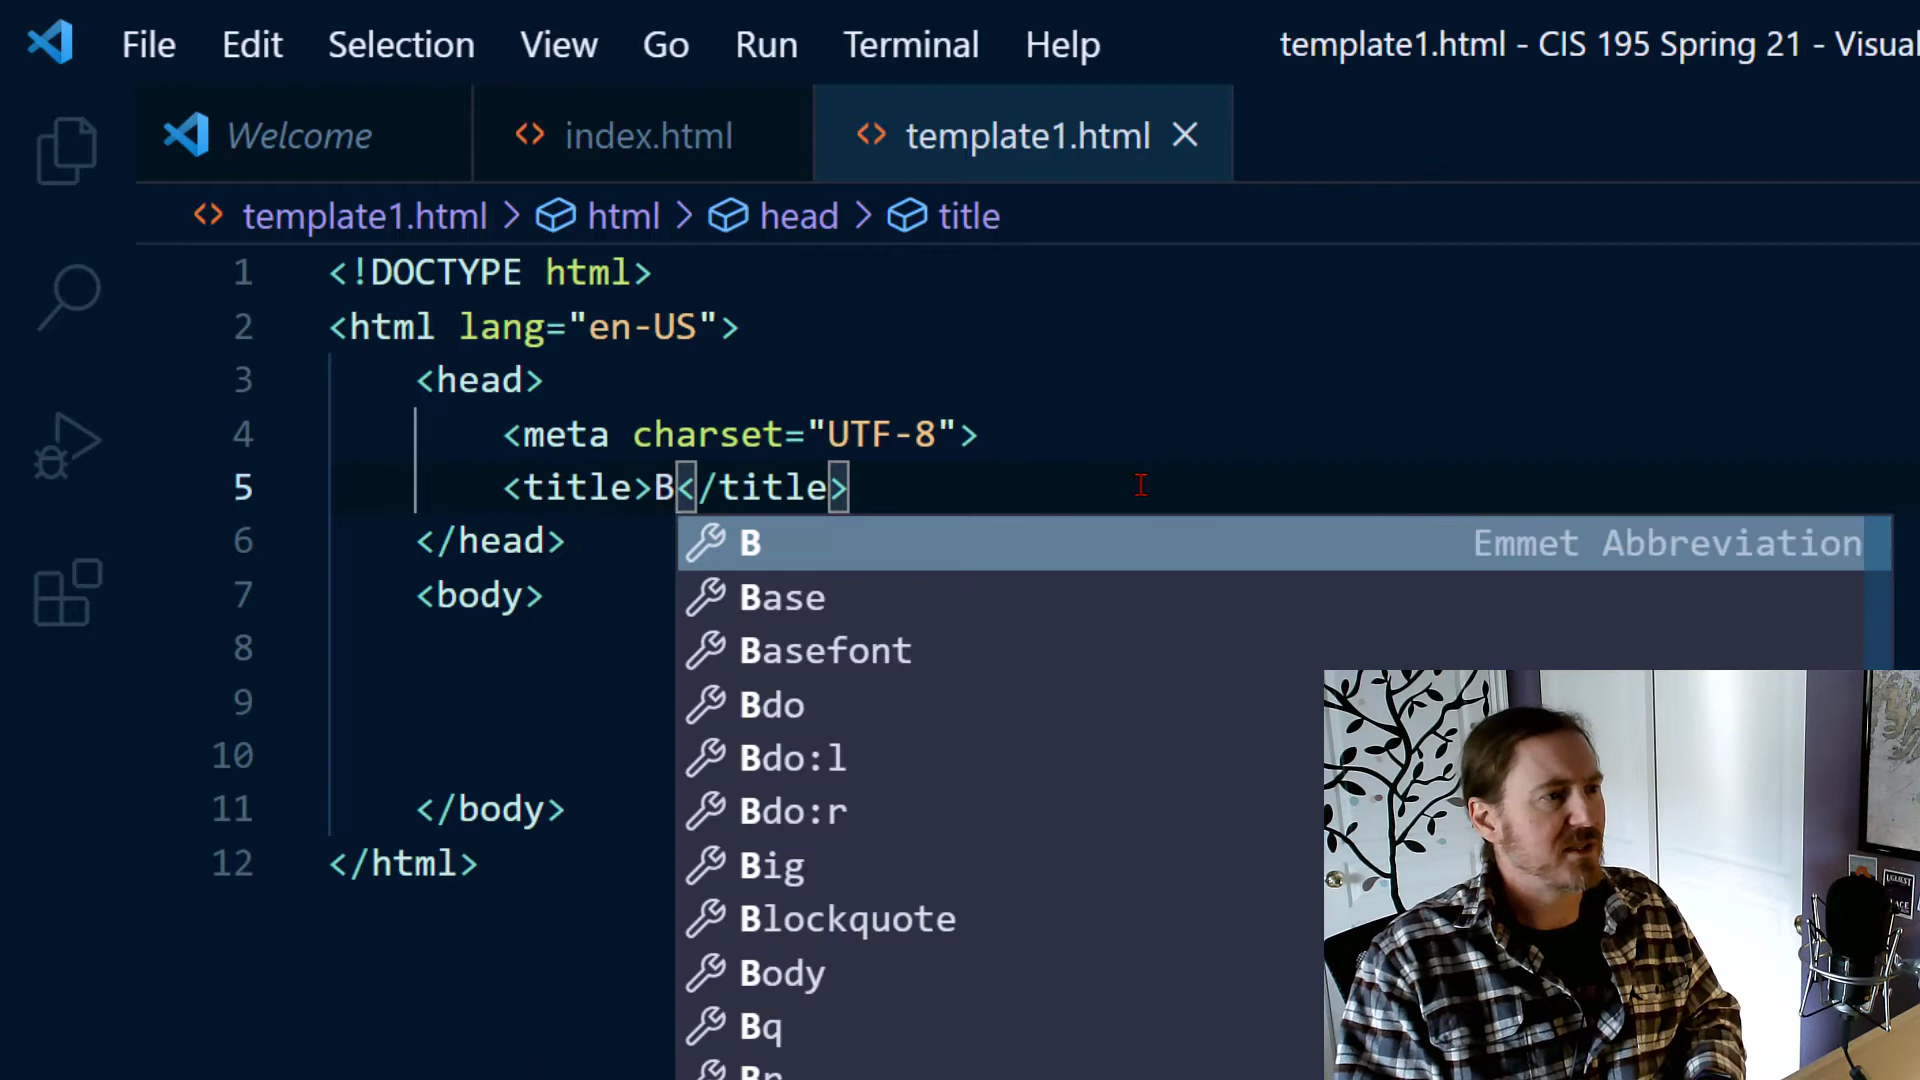 File Edit Selection View Go Run Terminal Help template1.html - CIS 195 Spring 21 - Visual
Welcome index.html template1.html
template1.html > html > head > title
1 <!DOCTYPE html>
2 <html lang="en-US">
3 <head>
4 <meta charset="UTF-8">
5 <title>B</title>
6 </head>
7 <body>
8
9
10
11 </body>
12 </html>
B Emmet Abbreviation
Base
Basefont
Bdo
Bdo:l
Bdo:r
Big
Blockquote
Body
Bq
UGLIEST